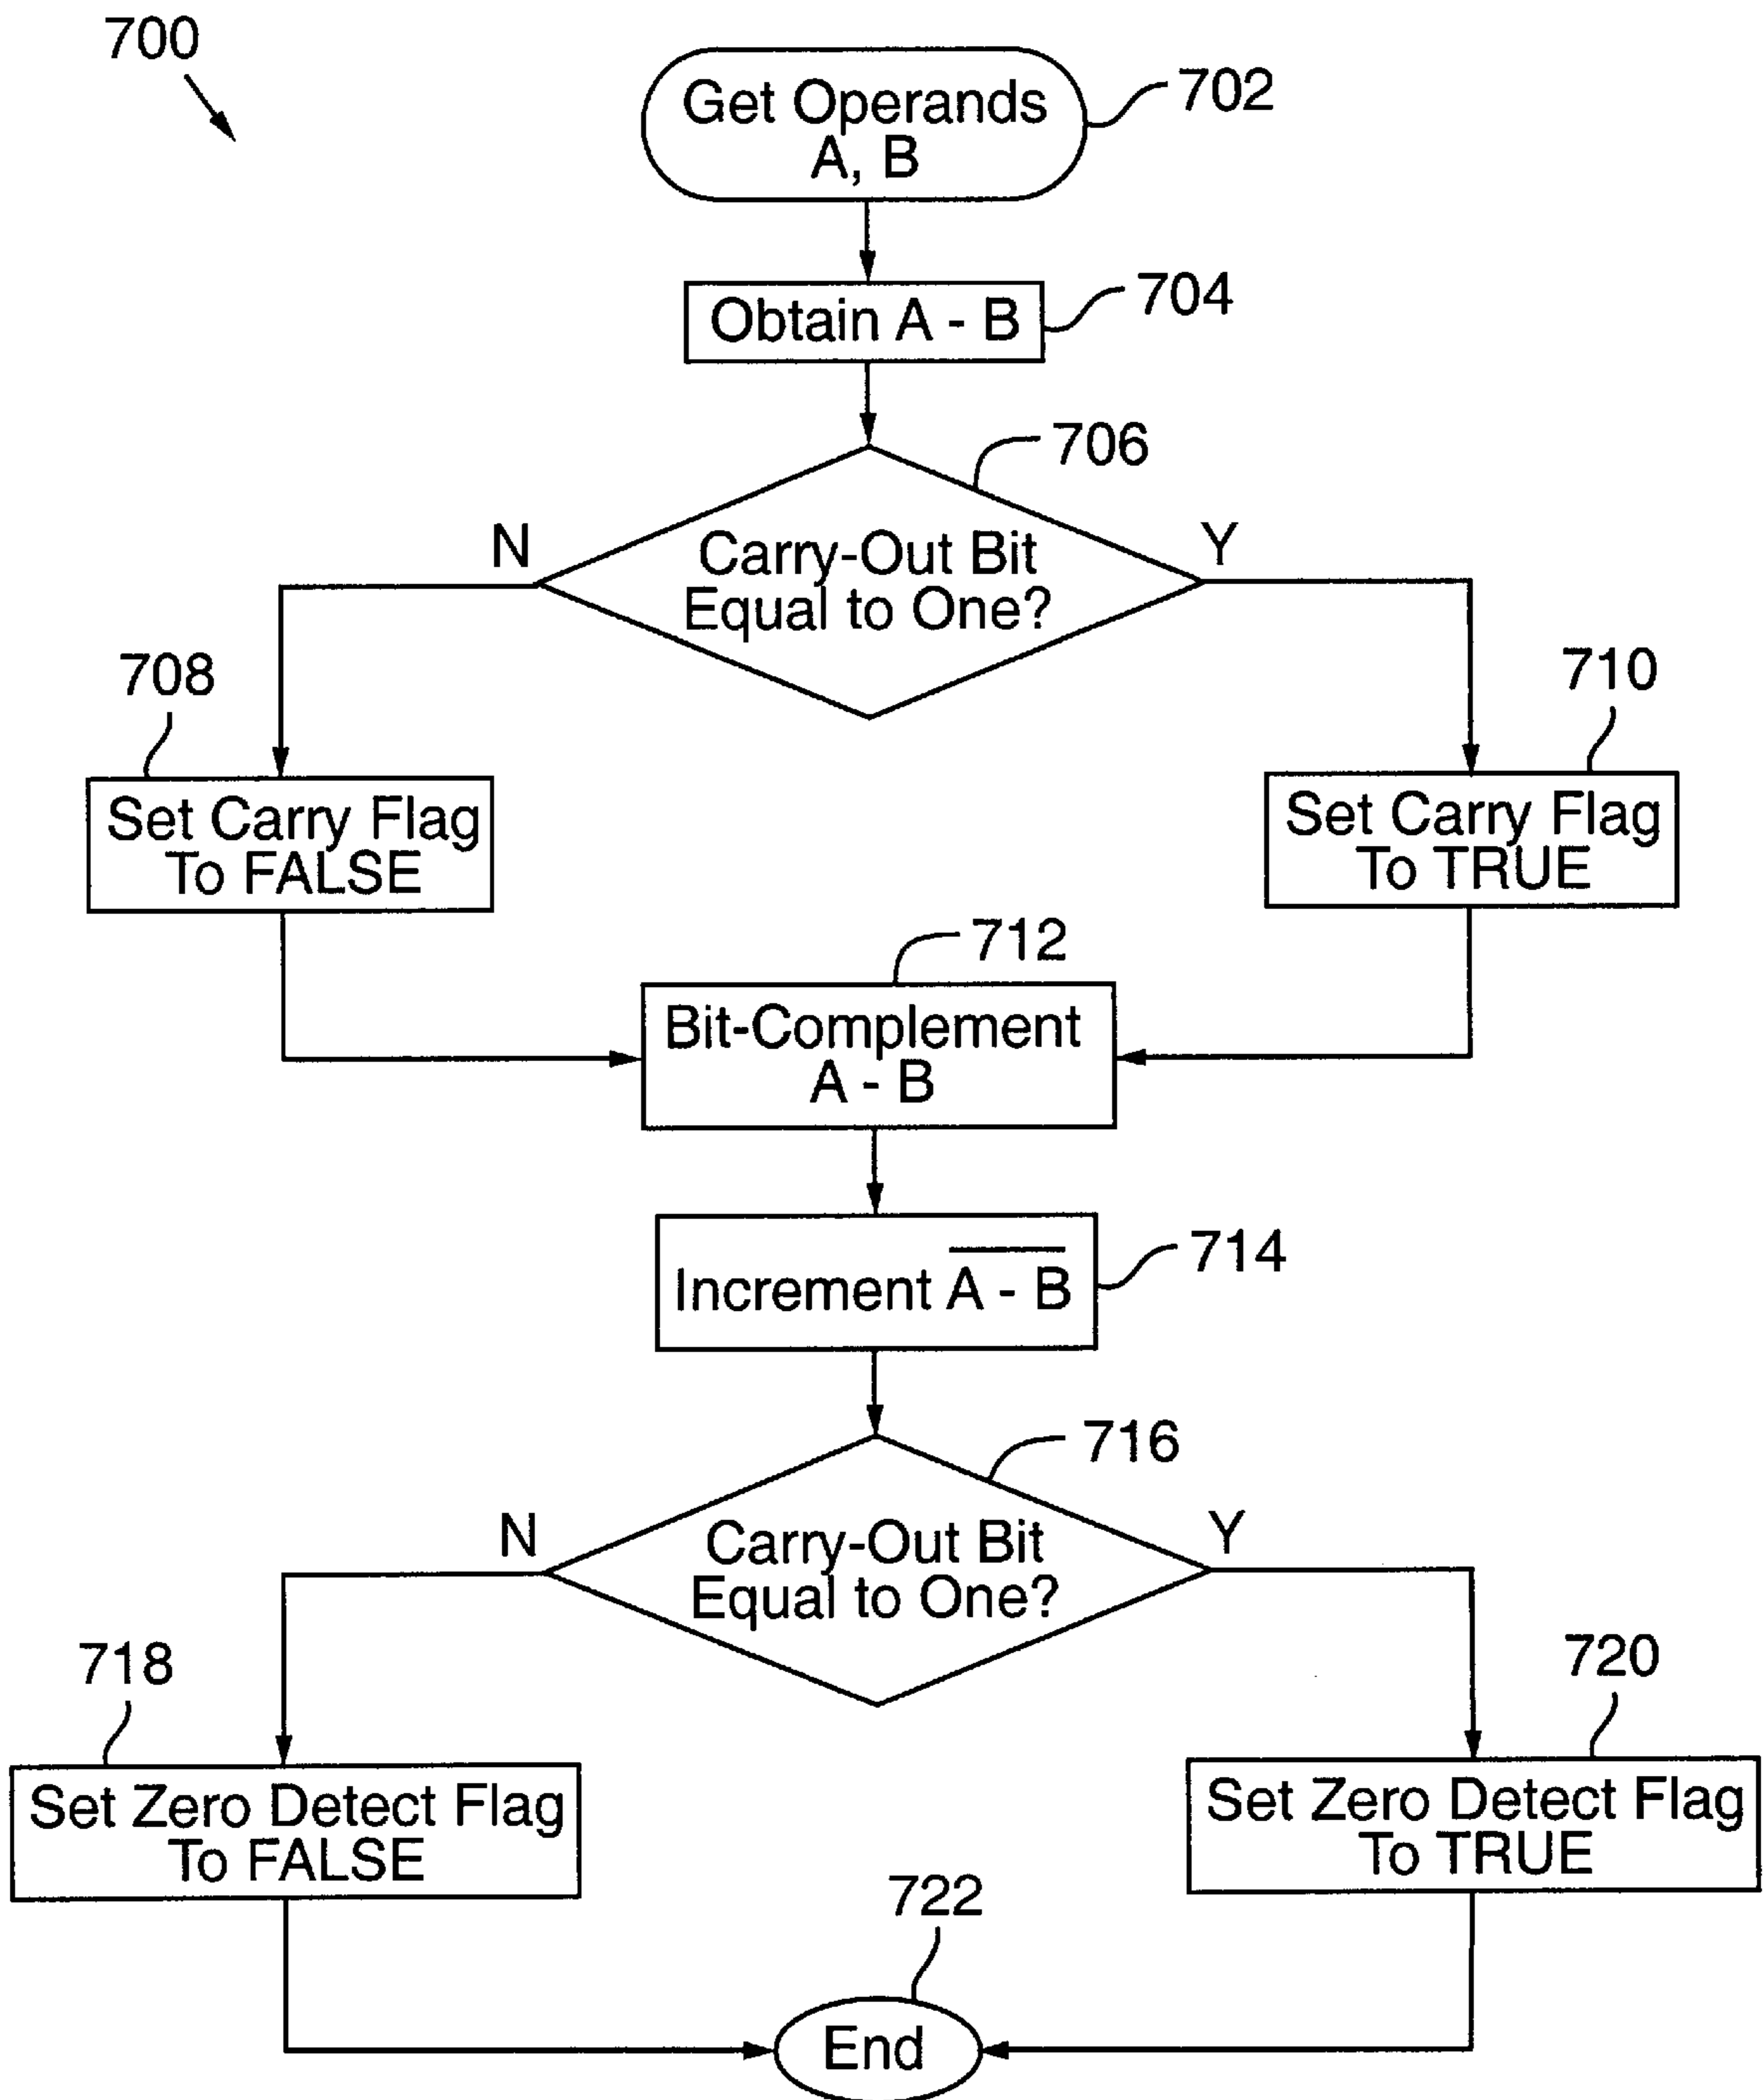 700
Get Operands
A, B
702
Obtain A - B
704
706
N
Carry-Out Bit
Equal to One?
Y
708
710
Set Carry Flag
To FALSE
Set Carry Flag
To TRUE
712
Bit-Complement
A - B
Increment A̅ ̅-̅ ̅B̅
714
716
N
Carry-Out Bit
Equal to One?
Y
718
720
Set Zero Detect Flag
To FALSE
Set Zero Detect Flag
To TRUE
722
End